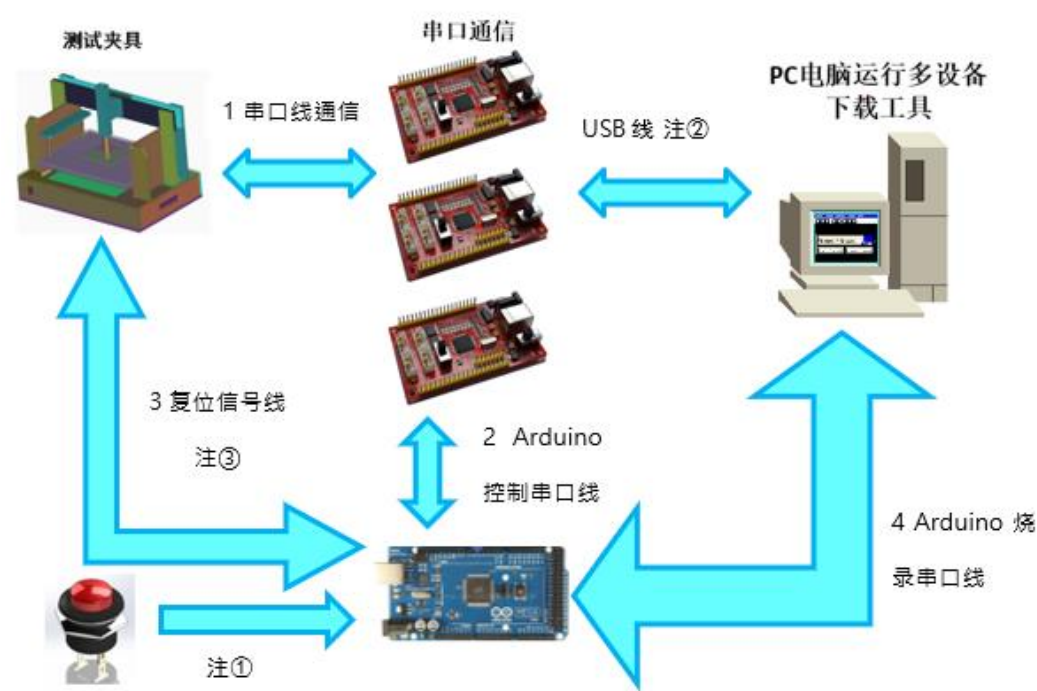 测试夹具
串口通信
PC电脑运行多设备
下载工具
1 串口线通信
USB 线 注②
3 复位信号线
注③
2 Arduino
控制串口线
4 Arduino 烧
录串口线
注①